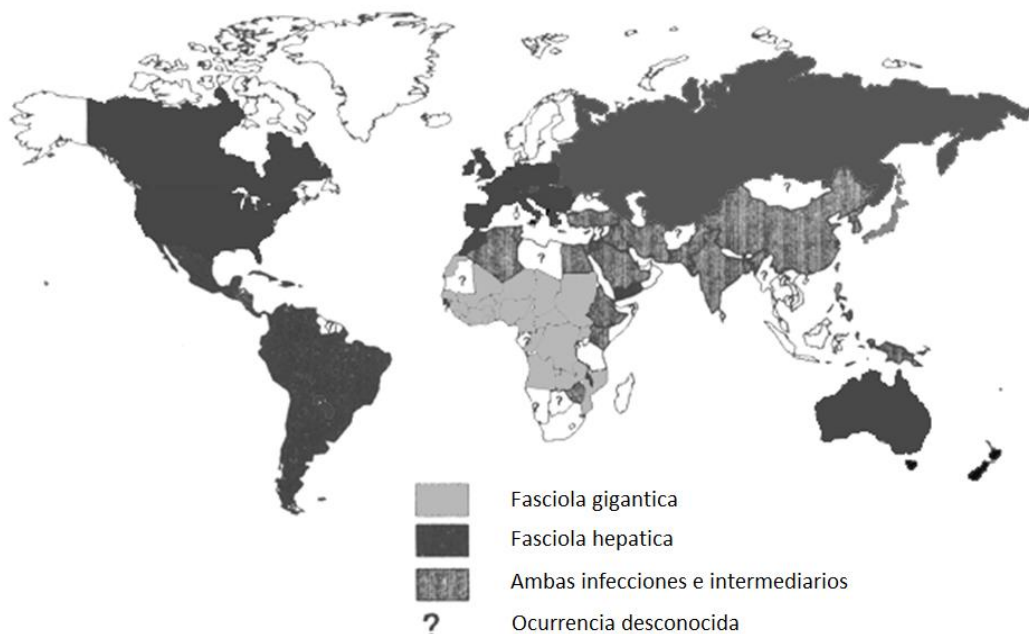 ?
?
?
?
?
?
?
?
Fasciola gigantica
Fasciola hepatica
Ambas infecciones e intermediarios
? Ocurrencia desconocida